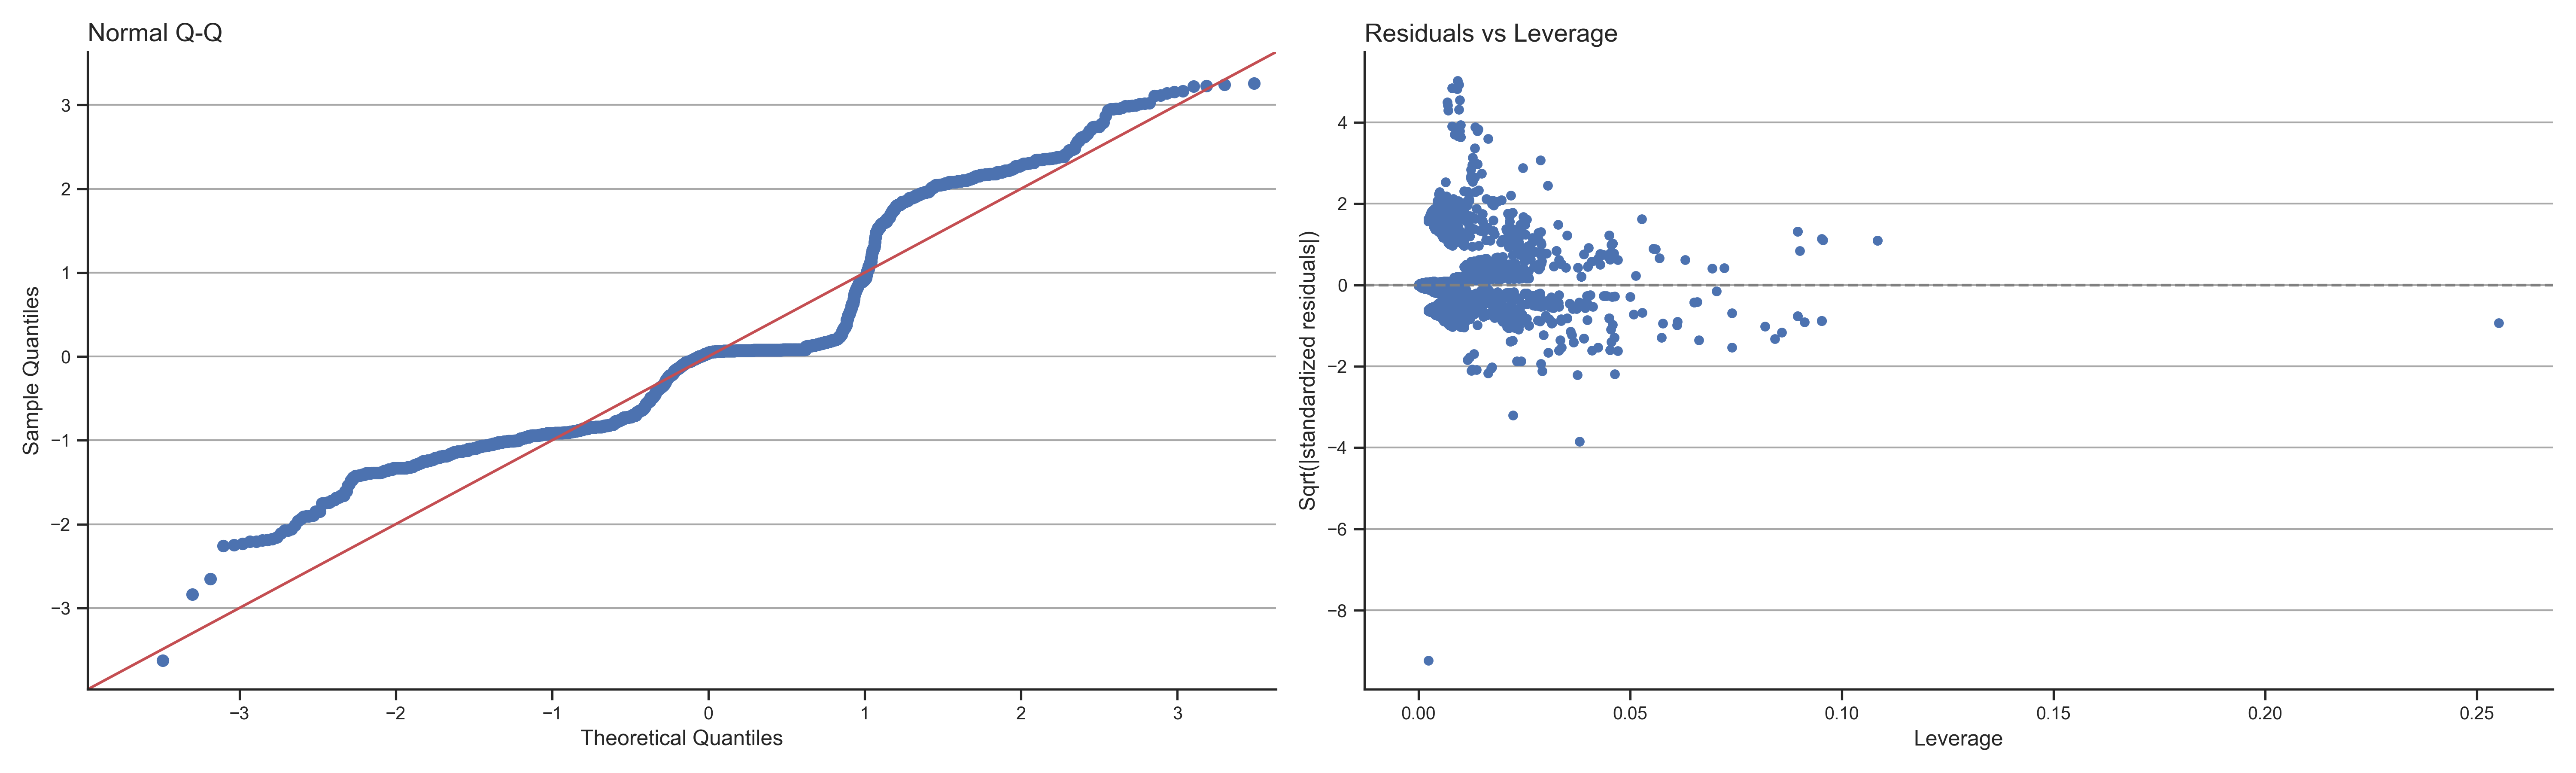 Normal Q-Q
3
2
1
0
−1
−2
−3
Sample Quantiles
−3 −2 −1 0 1 2 3
Theoretical Quantiles
Residuals vs Leverage
4
2
0
−2
−4
−6
−8
Sqrt(|standardized residuals|)
0.00 0.05 0.10 0.15 0.20 0.25
Leverage